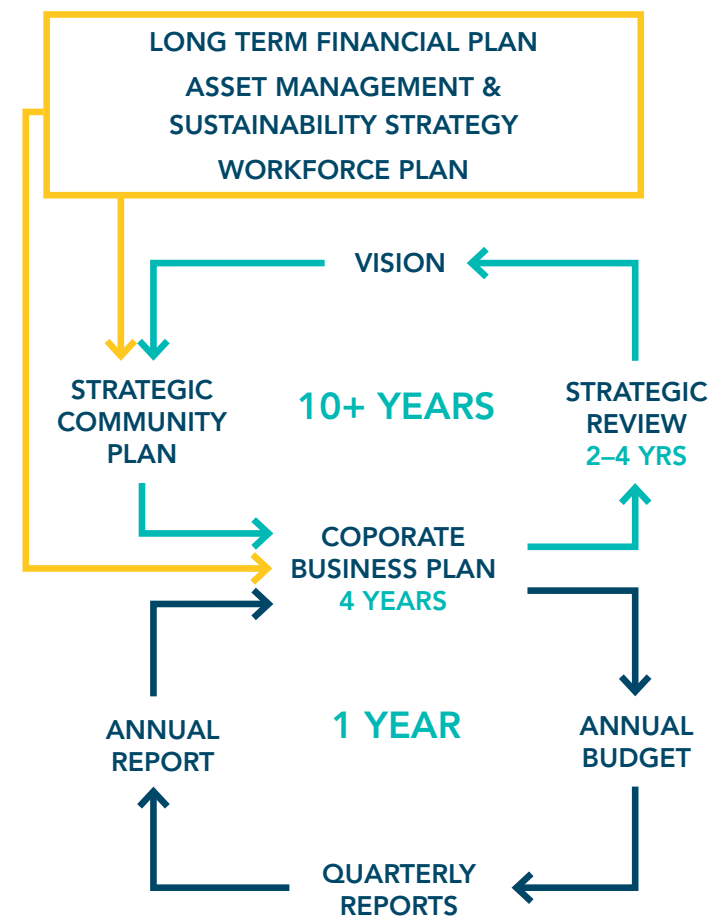 LONG TERM FINANCIAL PLAN
ASSET MANAGEMENT &
SUSTAINABILITY STRATEGY
WORKFORCE PLAN
VISION
STRATEGIC
COMMUNITY
PLAN
10+ YEARS
STRATEGIC
REVIEW
2–4 YRS
COPORATE
BUSINESS PLAN
4 YEARS
ANNUAL
REPORT
1 YEAR
ANNUAL
BUDGET
QUARTERLY
REPORTS